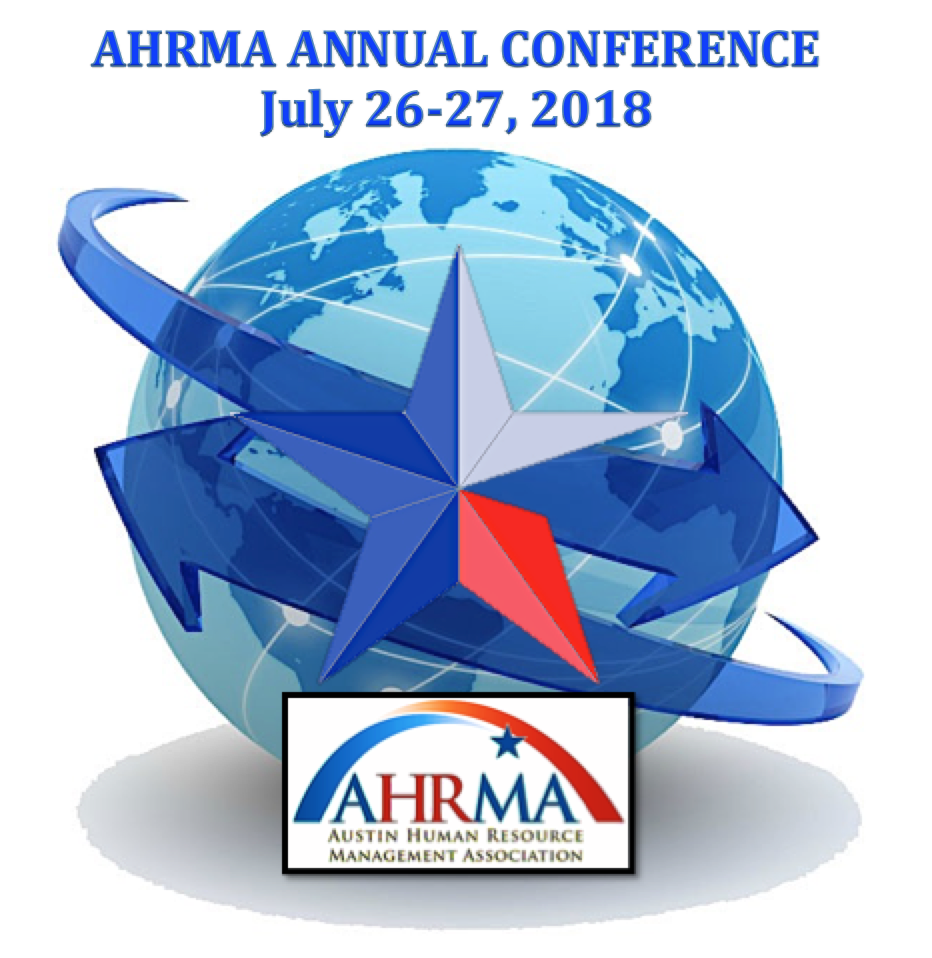 AHRMA ANNUAL CONFERENCE
July 26-27, 2018
AHRMA
AUSTIN HUMAN RESOURCE
MANAGEMENT ASSOCIATION